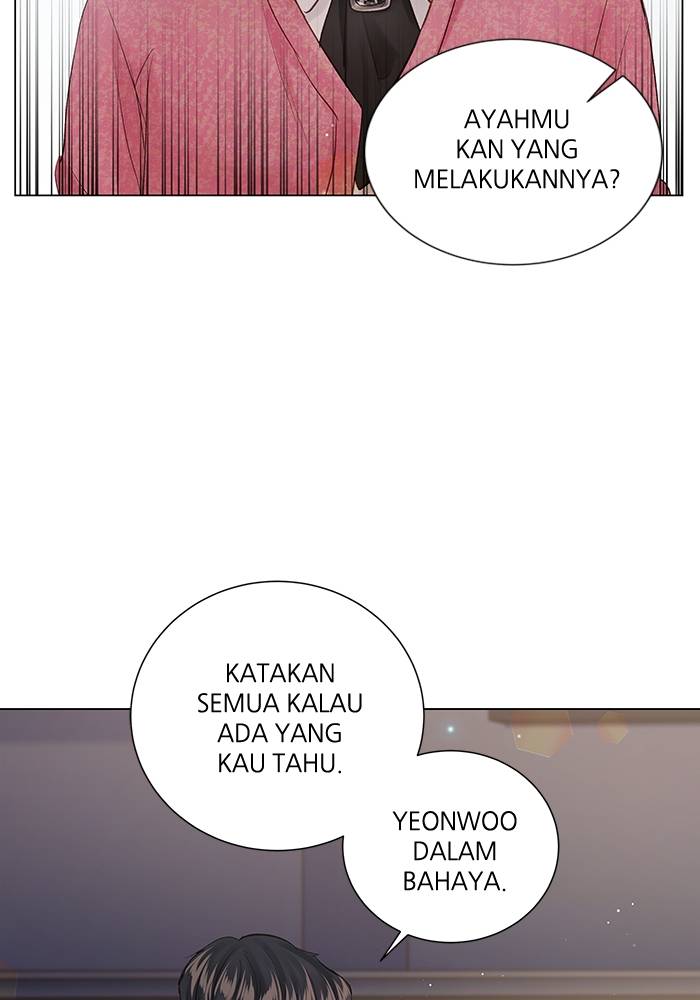 AYAHMU
KAN YANG
MELAKUKANNYA?
KATAKAN
SEMUA KALAU
ADA YANG
KAU TAHU.
YEONWOO
DALAM
BAHAYA.